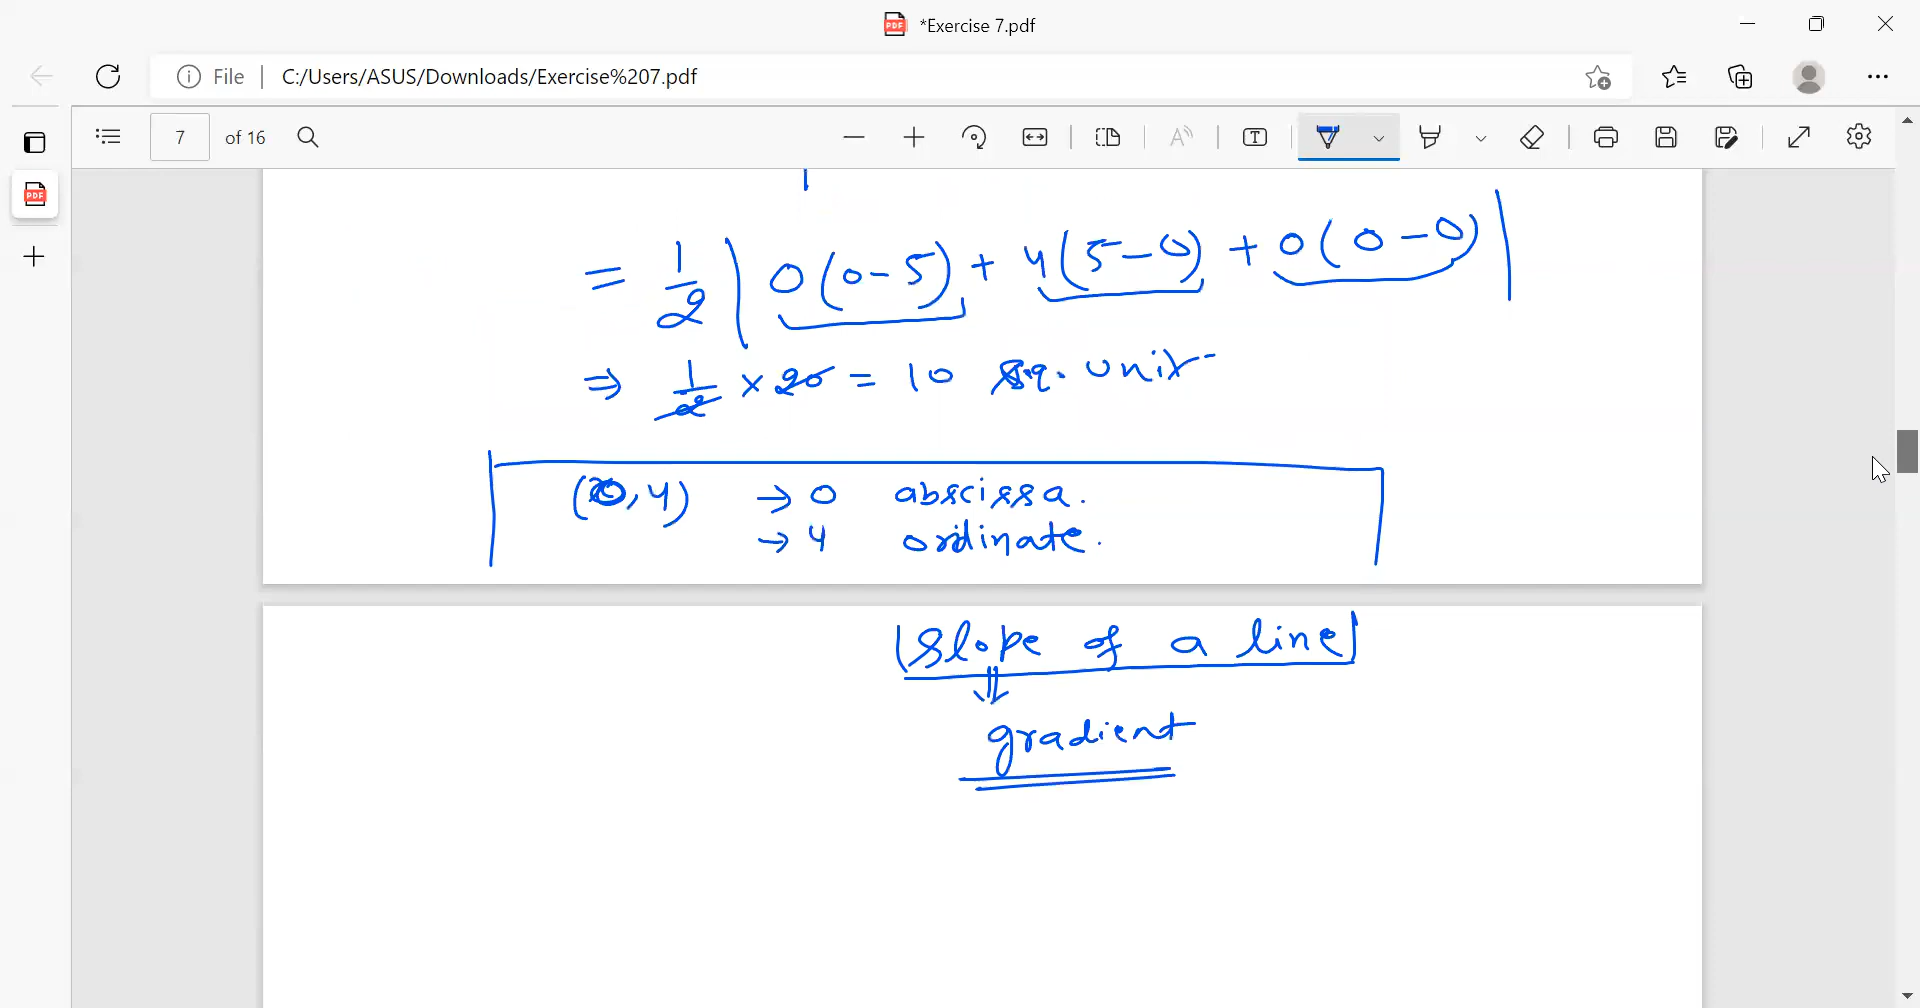 *Exercise 7.pdf
File | C:/Users/ASUS/Downloads/Exercise%207.pdf
7 of 16
= 1/2 | 0(0-5) + 4(5-0) + 0(0-0) |
⇒ 1/2 × 20 = 10 sq. unit
(0,4) → 0 abscissa.
→ 4 ordinate.
Slope of a line
⇓
gradient